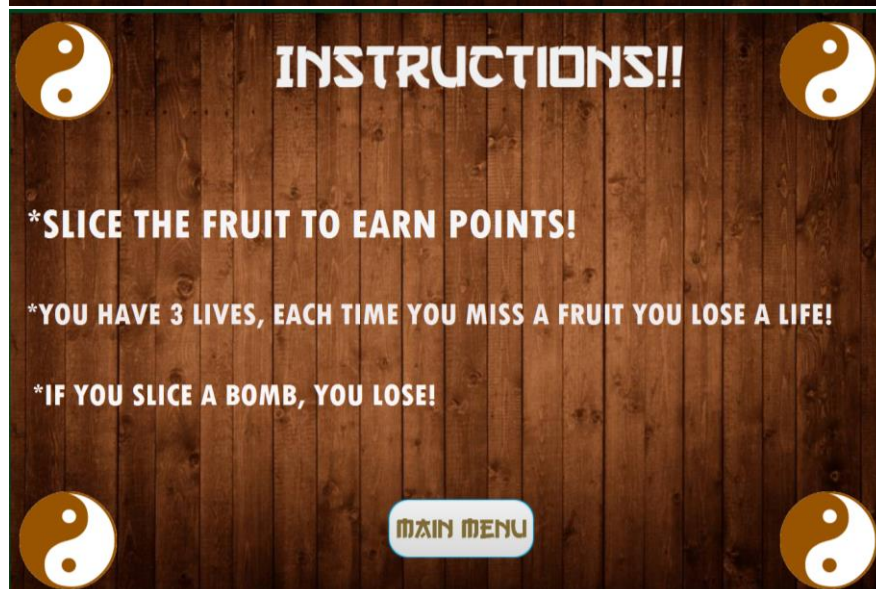 INSTRUCTIONS!!
*SLICE THE FRUIT TO EARN POINTS!
*YOU HAVE 3 LIVES, EACH TIME YOU MISS A FRUIT YOU LOSE A LIFE!
*IF YOU SLICE A BOMB, YOU LOSE!
MAIN MENU